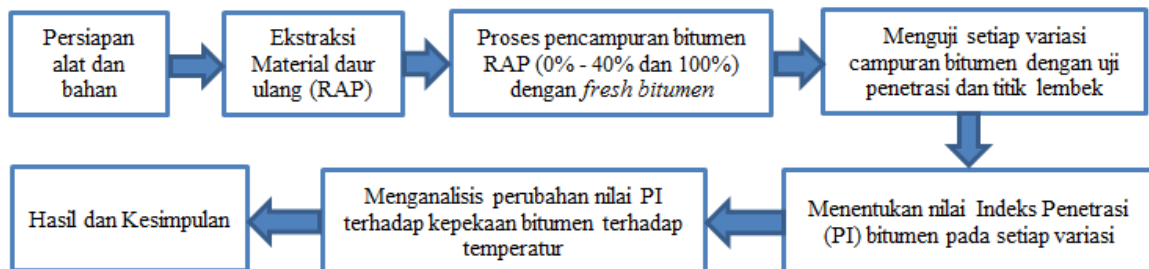 Persiapan
alat dan
bahan
Ekstraksi
Material daur
ulang (RAP)
Proses pencampuran bitumen
RAP (0% - 40% dan 100%)
dengan fresh bitumen
Menguji setiap variasi
campuran bitumen dengan uji
penetrasi dan titik lembek
Menentukan nilai Indeks Penetrasi
(PI) bitumen pada setiap variasi
Menganalisis perubahan nilai PI
terhadap kepekaan bitumen terhadap
temperatur
Hasil dan Kesimpulan